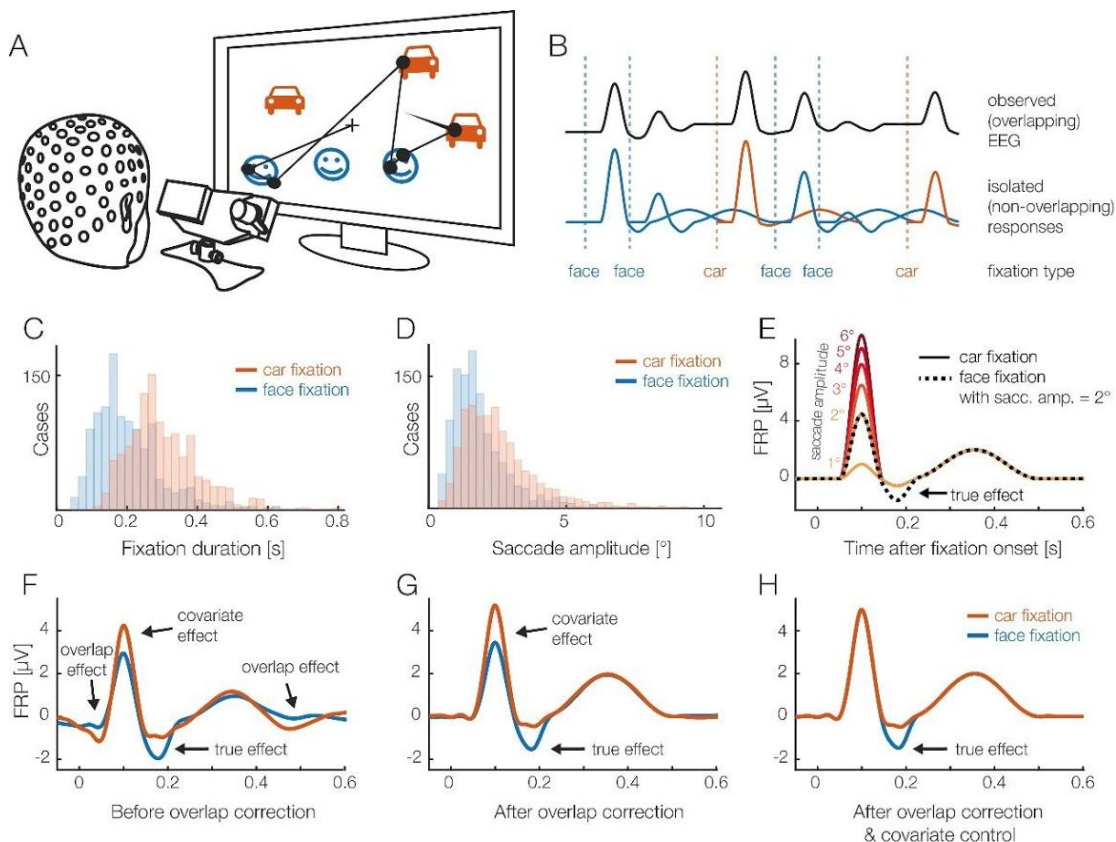 A
B
observed
(overlapping)
EEG
isolated
(non-overlapping)
responses
face face car face face car fixation type
C
150
Cases
car fixation
face fixation
0 0.2 0.4 0.6 0.8
Fixation duration [s]
D
150
Cases
car fixation
face fixation
0 5 10
Saccade amplitude [°]
E
8
4
0
FRP [µV]
saccade amplitude
6°
5°
4°
3°
2°
1°
car fixation
face fixation
with sacc. amp. = 2°
true effect
0 0.2 0.4 0.6
Time after fixation onset [s]
F
4
2
0
-2
FRP [µV]
covariate
effect
overlap
effect
overlap effect
true effect
0 0.2 0.4 0.6
Before overlap correction
G
4
2
0
-2
covariate
effect
true effect
0 0.2 0.4 0.6
After overlap correction
H
4
2
0
-2
car fixation
face fixation
true effect
0 0.2 0.4 0.6
After overlap correction
& covariate control